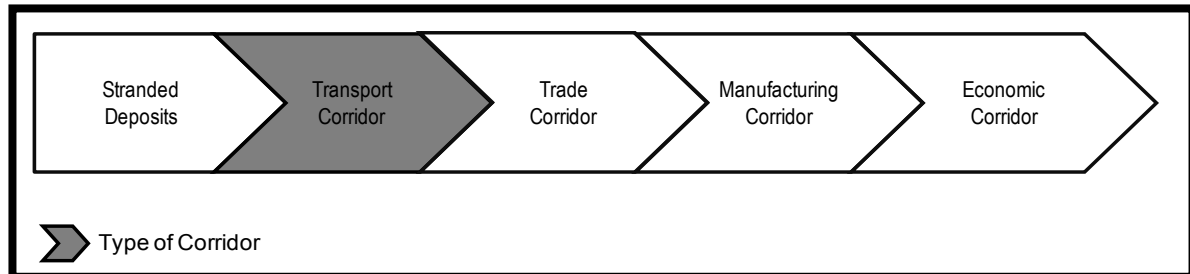 Stranded
Deposits
Transport
Corridor
Trade
Corridor
Manufacturing
Corridor
Economic
Corridor
Type of Corridor